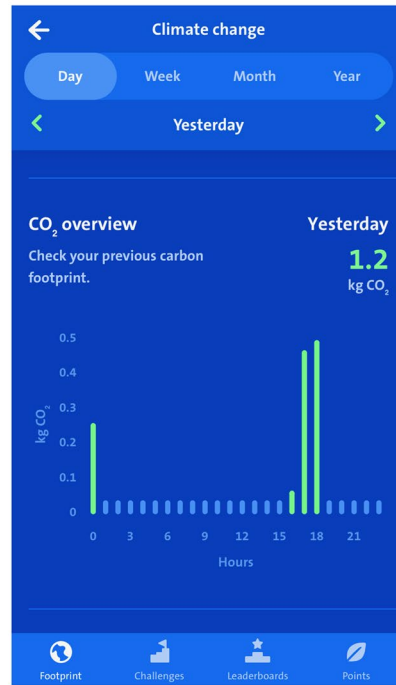 Climate change
Day Week Month Year
Yesterday
CO₂ overview
Check your previous carbon
footprint.
Yesterday
1.2
kg CO₂
0.5
0.4
0.3
0.2
0.1
0
kg CO₂
0 3 6 9 12 15 18 21
Hours
Footprint Challenges Leaderboards Points